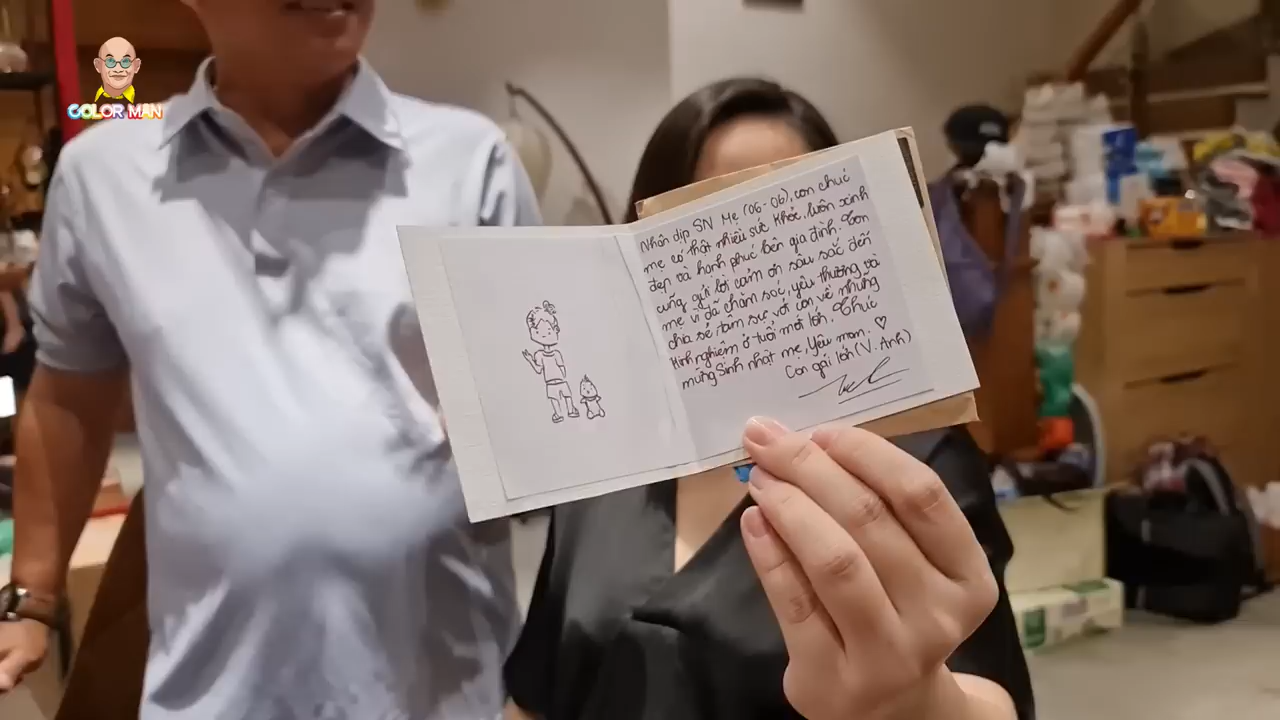 COLOR MAN
Nhân dịp SN Mẹ (06-06), con chúc
mẹ có thật nhiều sức khỏe, luôn xinh
đẹp và hạnh phúc bên gia đình. Con
cũng gửi lời cảm ơn sâu sắc đến
mẹ vì đã chăm sóc, yêu thương và
chia sẻ, tâm sự với con về những
kinh nghiệm ở tuổi mới lớn. Chúc
mừng sinh nhật mẹ, yêu mom. ♡
Con gái lớn (V. Anh)